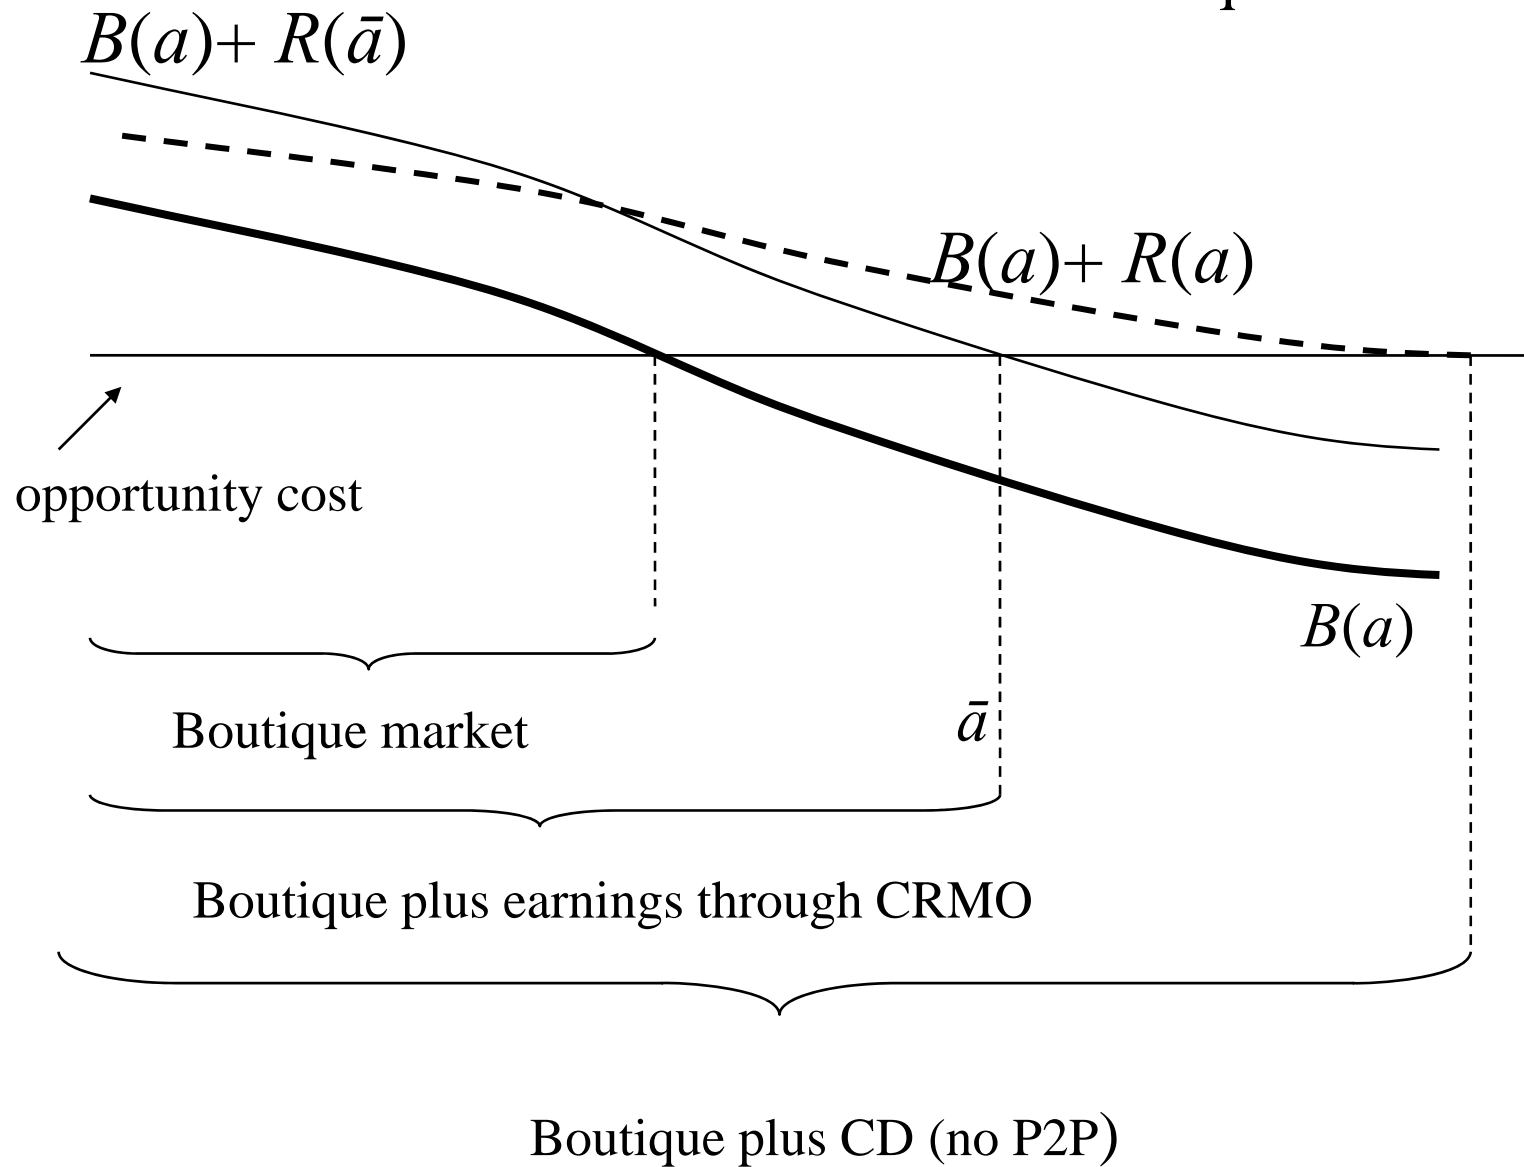 B(a)+ R(ā)
B(a)+ R(a)
opportunity cost
B(a)
Boutique market
ā
Boutique plus earnings through CRMO
Boutique plus CD (no P2P)